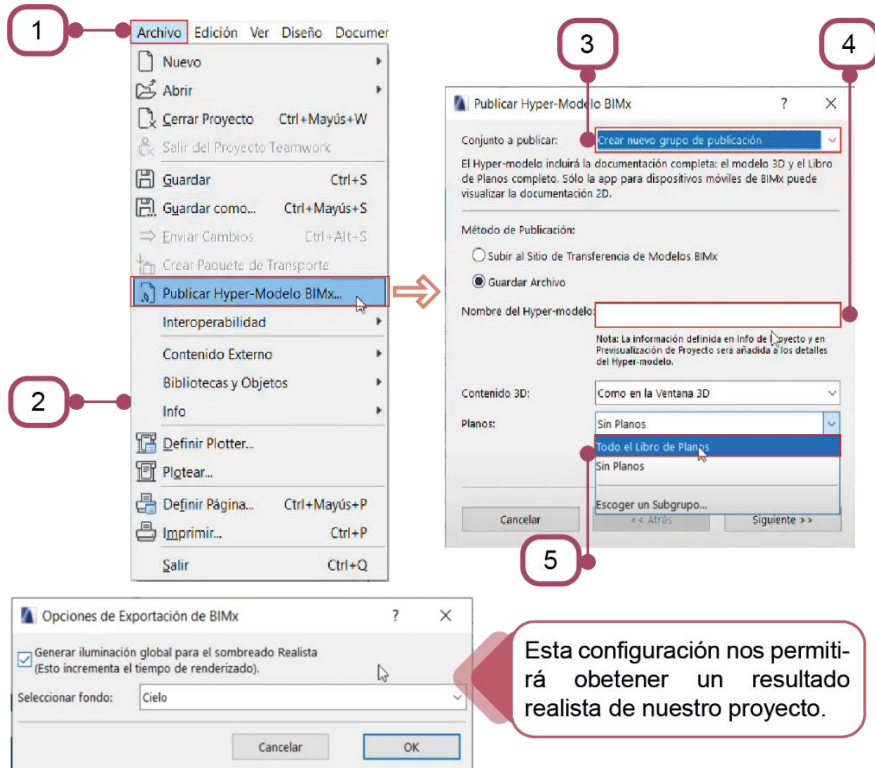 1
Archivo Edición Ver Diseño Documen
Nuevo
Abrir
Cerrar Proyecto Ctrl+Mayús+W
Salir del Proyecto Teamwork
Guardar Ctrl+S
Guardar como... Ctrl+Mayús+S
Enviar Cambios Ctrl+Alt+S
Crear Paquete de Transporte
Publicar Hyper-Modelo BIMx...
Interoperabilidad
Contenido Externo
Bibliotecas y Objetos
2
Info
Definir Plotter...
Plotear...
Definir Página... Ctrl+Mayús+P
Imprimir... Ctrl+P
Salir Ctrl+Q
3
4
Publicar Hyper-Modelo BIMx ? X
Conjunto a publicar: Crear nuevo grupo de publicación
El Hyper-modelo incluirá la documentación completa: el modelo 3D y el Libro
de Planos completo. Sólo la app para dispositivos móviles de BIMx puede
visualizar la documentación 2D.
Método de Publicación:
Subir al Sitio de Transferencia de Modelos BIMx
Guardar Archivo
Nombre del Hyper-modelo:
Nota: La información definida en Info de Proyecto y en
Previsualización de Proyecto será añadida a los detalles
del Hyper-modelo.
Contenido 3D: Como en la Ventana 3D
Planos: Sin Planos
Todo el Libro de Planos
Sin Planos
Escoger un Subgrupo...
Cancelar << Atrás Siguiente >>
5
Opciones de Exportación de BIMx ? X
Generar iluminación global para el sombreado Realista
(Esto incrementa el tiempo de renderizado).
Seleccionar fondo: Cielo
Cancelar OK
Esta configuración nos permiti-
rá obetener un resultado
realista de nuestro proyecto.